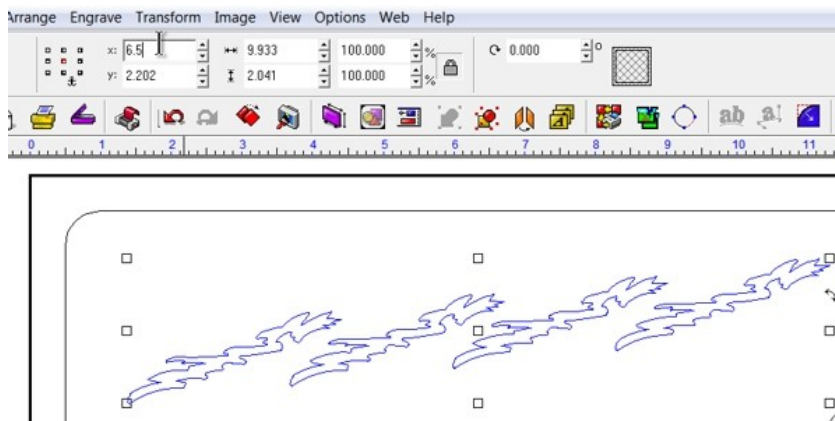 Arrange Engrave Transform Image View Options Web Help
x: 6.5 9.933 100.000 % 0.000 °
y: 2.202 2.041 100.000 %
ab a
0 1 2 3 4 5 6 7 8 9 10 11